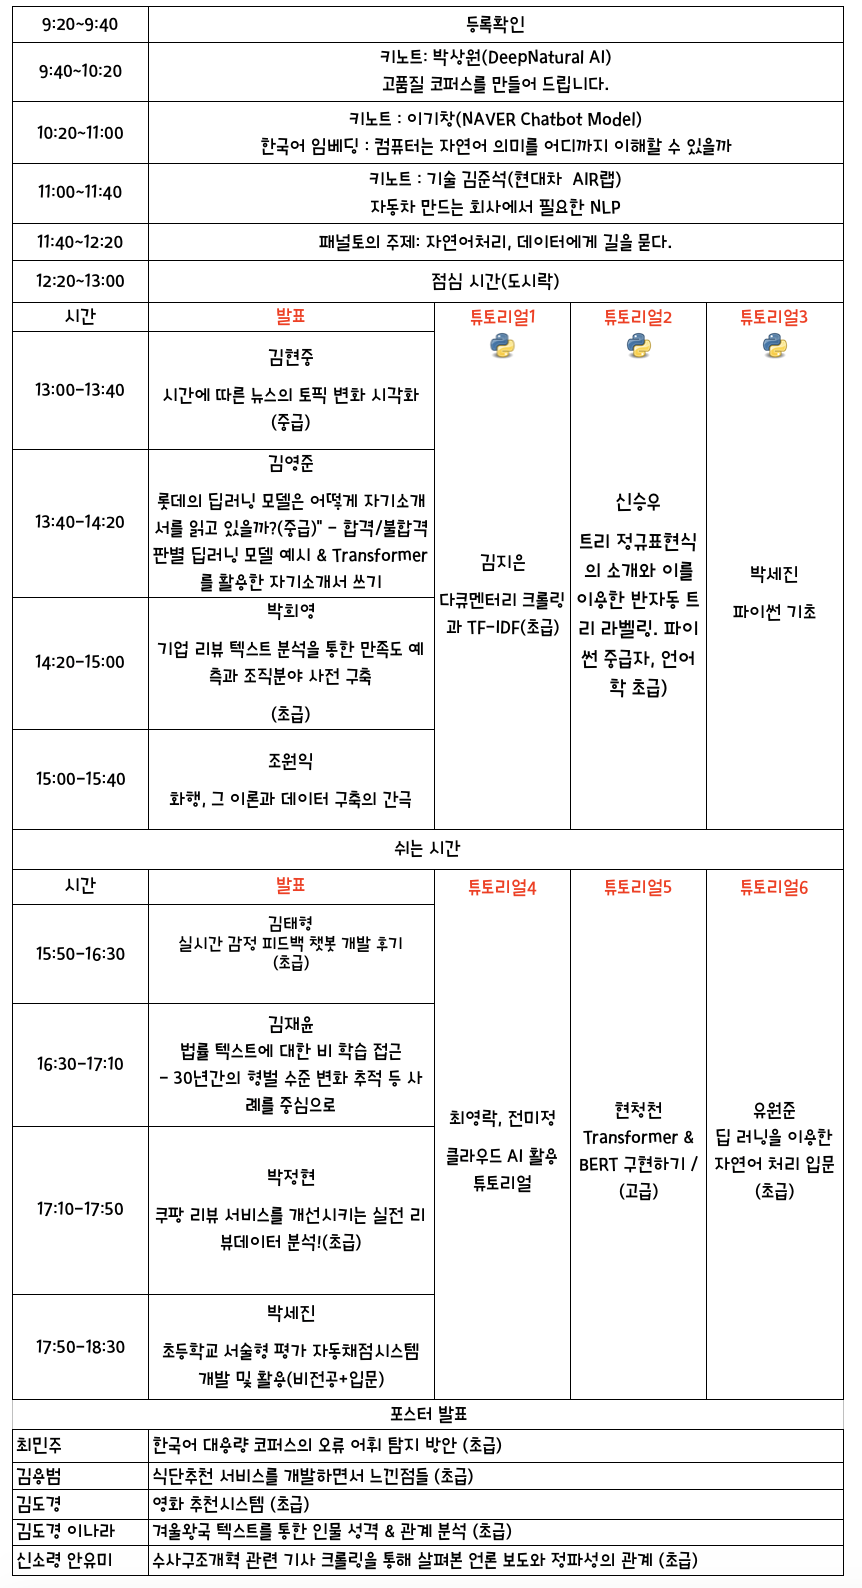 9:20~9:40 등록확인
9:40~10:20 키노트: 박상원(DeepNatural AI)
고품질 코퍼스를 만들어 드립니다.
10:20~11:00 키노트 : 이기창(NAVER Chatbot Model)
한국어 임베딩 : 컴퓨터는 자연어 의미를 어디까지 이해할 수 있을까
11:00~11:40 키노트 : 기술 김준석(현대차 AIR랩)
자동차 만드는 회사에서 필요한 NLP
11:40~12:20 패널토의 주제: 자연어처리, 데이터에게 길을 묻다.
12:20~13:00 점심 시간(도시락)
시간 발표 튜토리얼1 튜토리얼2 튜토리얼3
13:00-13:40
김현중
시간에 따른 뉴스의 토픽 변화 시각화
(중급)
13:40-14:20
김영준
롯데의 딥러닝 모델은 어떻게 자기소개
서를 읽고 있을까?(중급)" - 합격/불합격
판별 딥러닝 모델 예시 & Transformer
를 활용한 자기소개서 쓰기
14:20-15:00
박희영
기업 리뷰 텍스트 분석을 통한 만족도 예
측과 조직분야 사전 구축
(초급)
15:00-15:40
조원익
화행, 그 이론과 데이터 구축의 간극
김지은
다큐멘터리 크롤링
과 TF-IDF(초급)
신승우
트리 정규표현식
의 소개와 이를
이용한 반자동 트
리 라벨링. 파이
썬 중급자, 언어
학 초급)
박세진
파이썬 기초
쉬는 시간
시간 발표 튜토리얼4 튜토리얼5 튜토리얼6
15:50-16:30
김태형
실시간 감정 피드백 챗봇 개발 후기
(초급)
16:30-17:10
김재윤
법률 텍스트에 대한 비 학습 접근
- 30년간의 형벌 수준 변화 추적 등 사
례를 중심으로
17:10-17:50
박정현
쿠팡 리뷰 서비스를 개선시키는 실전 리
뷰데이터 분석!(초급)
17:50-18:30
박세진
초등학교 서술형 평가 자동채점시스템
개발 및 활용(비전공+입문)
최영락, 전미정
클라우드 AI 활용
튜토리얼
현청천
Transformer &
BERT 구현하기 /
(고급)
유원준
딥 러닝을 이용한
자연어 처리 입문
(초급)
포스터 발표
최민주 한국어 대용량 코퍼스의 오류 어휘 탐지 방안 (초급)
김용범 식단추천 서비스를 개발하면서 느낀점들 (초급)
김도경 영화 추천시스템 (초급)
김도경 이나라 겨울왕국 텍스트를 통한 인물 성격 & 관계 분석 (초급)
신소령 안유미 수사구조개혁 관련 기사 크롤링을 통해 살펴본 언론 보도와 정파성의 관계 (초급)